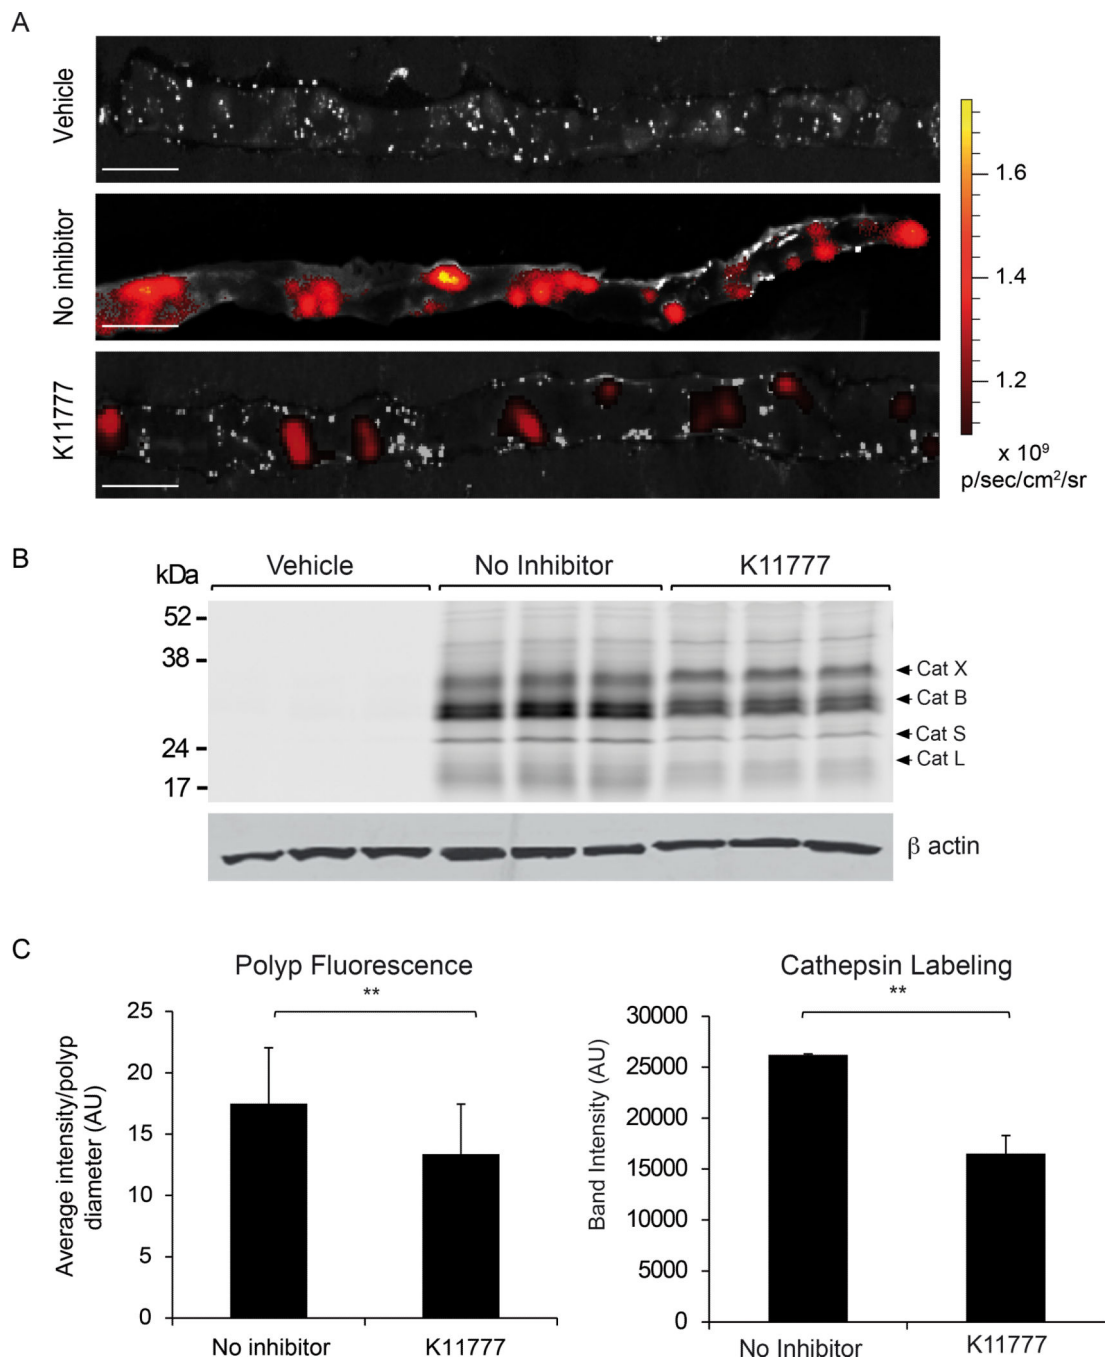 A
Vehicle
No inhibitor
K11777
1.6
1.4
1.2
x 10⁹
p/sec/cm²/sr
B
kDa
Vehicle
No Inhibitor
K11777
52
38
24
17
Cat X
Cat B
Cat S
Cat L
β actin
C
Polyp Fluorescence
**
Average intensity/polyp
diameter (AU)
25
20
15
10
5
0
No inhibitor
K11777
Cathepsin Labeling
**
Band Intensity (AU)
30000
25000
20000
15000
10000
5000
0
No Inhibitor
K11777